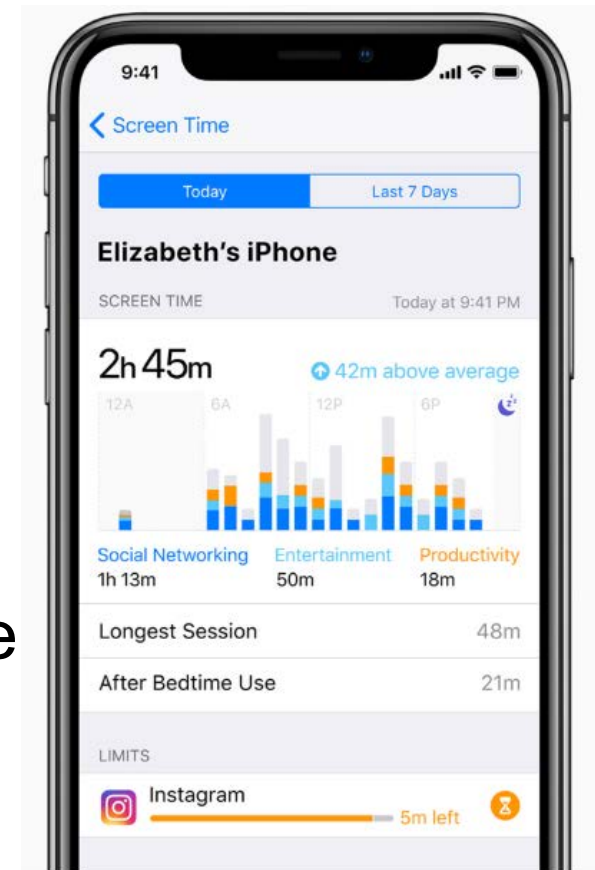 9:41
Screen Time
Today Last 7 Days
Elizabeth's iPhone
SCREEN TIME Today at 9:41 PM
2h 45m 42m above average
12A 6A 12P 6P
Social Networking Entertainment Productivity
1h 13m 50m 18m
e
Longest Session 48m
After Bedtime Use 21m
LIMITS
Instagram
5m left